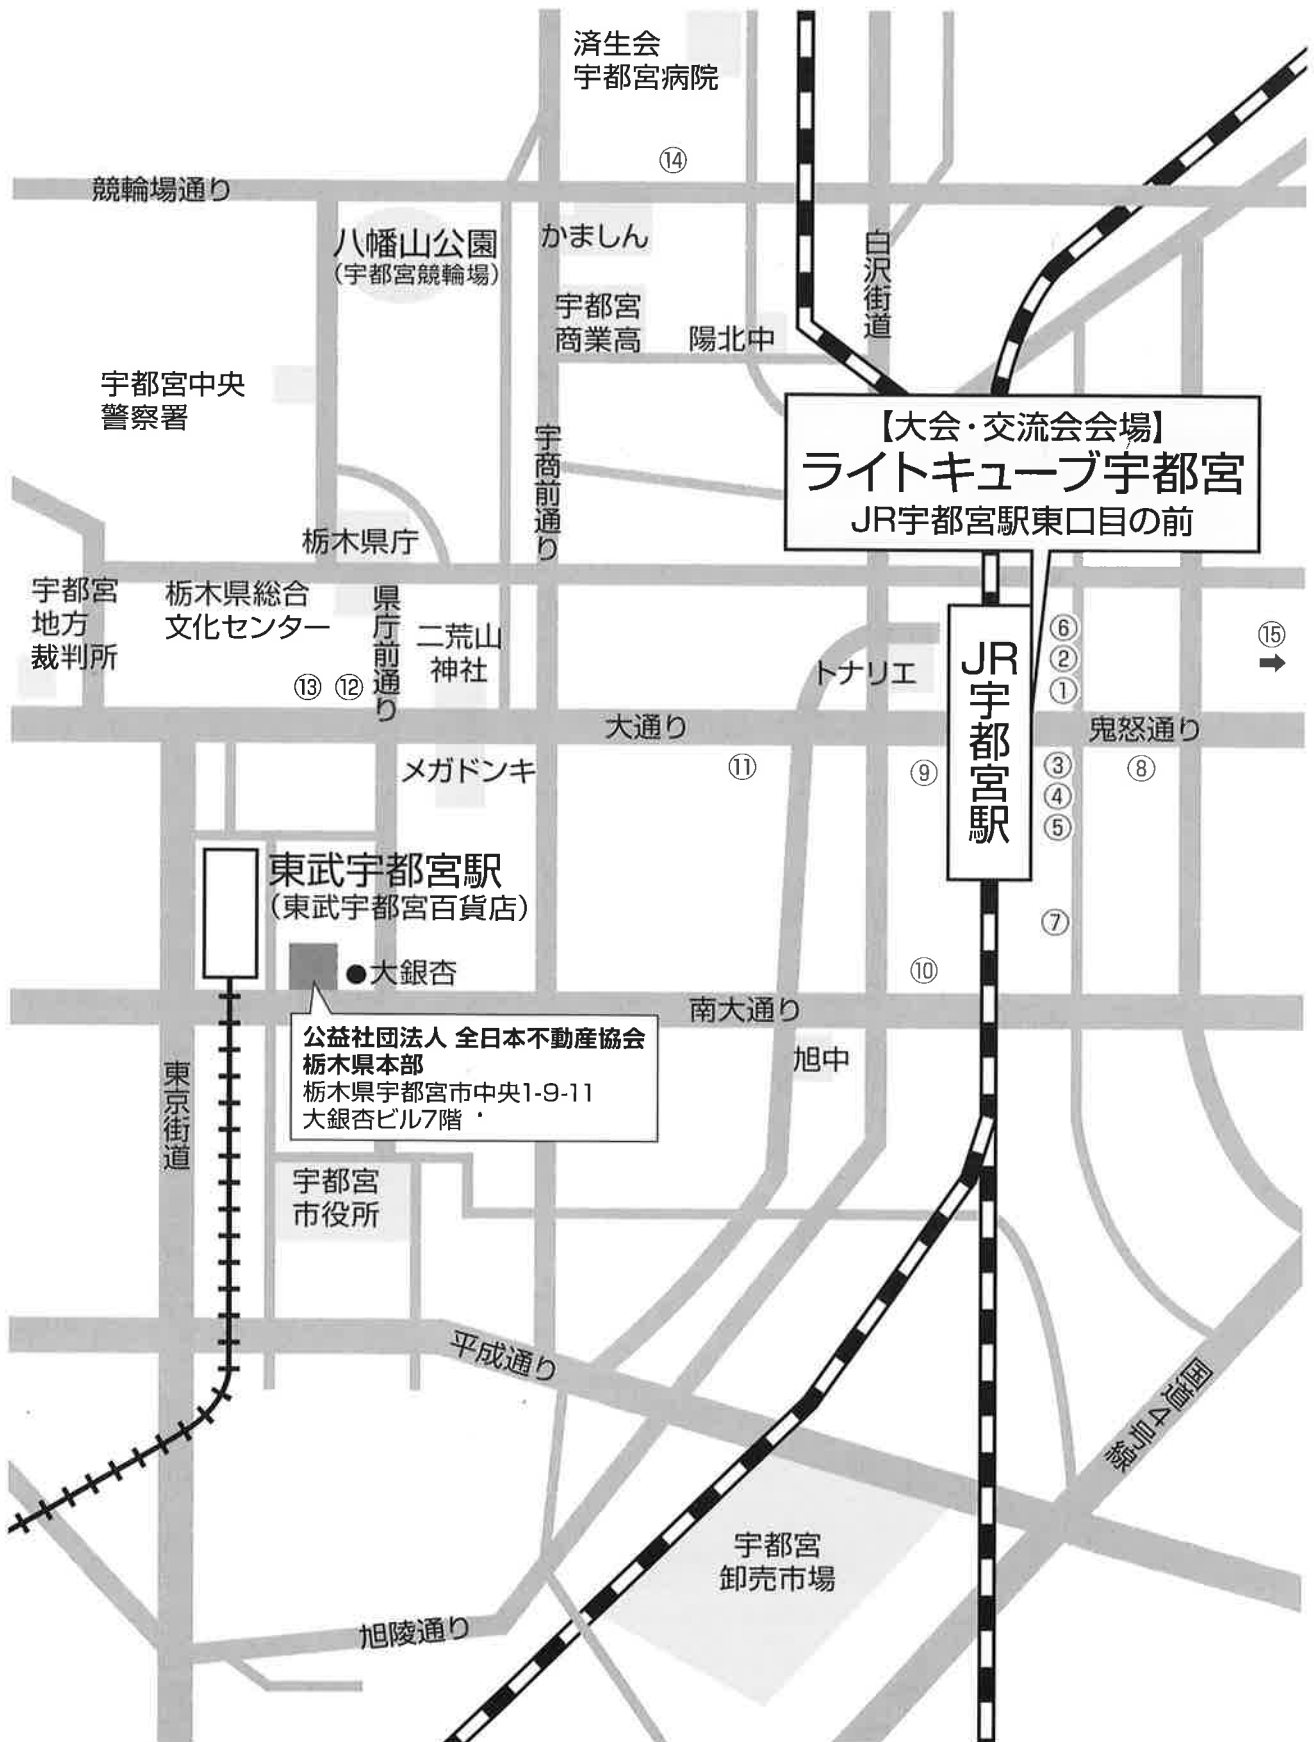 済生会
宇都宮病院
⑭
競輪場通り
八幡山公園
（宇都宮競輪場）
かましん
白沢街道
宇都宮
商業高
陽北中
宇都宮中央
警察署
【大会・交流会会場】
ライトキューブ宇都宮
JR宇都宮駅東口目の前
宇商前通り
栃木県庁
宇都宮
地方
裁判所
栃木県総合
文化センター
県庁前通り
二荒山
神社
⑬ ⑫
トナリエ
JR宇都宮駅
⑥
②
①
⑮
➡
大通り
鬼怒通り
メガドンキ
⑪
⑨
③
④
⑤
⑧
東武宇都宮駅
（東武宇都宮百貨店）
⑦
●大銀杏
⑩
南大通り
公益社団法人 全日本不動産協会
栃木県本部
栃木県宇都宮市中央1-9-11
大銀杏ビル7階
旭中
東京街道
宇都宮
市役所
平成通り
国道4号線
宇都宮
卸売市場
旭陵通り